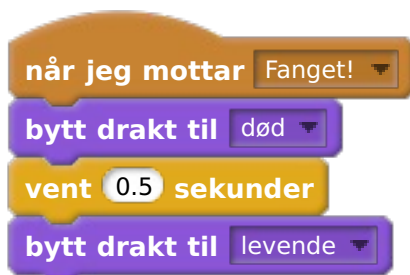 når jeg mottar Fanget!
bytt drakt til død
vent 0.5 sekunder
bytt drakt til levende